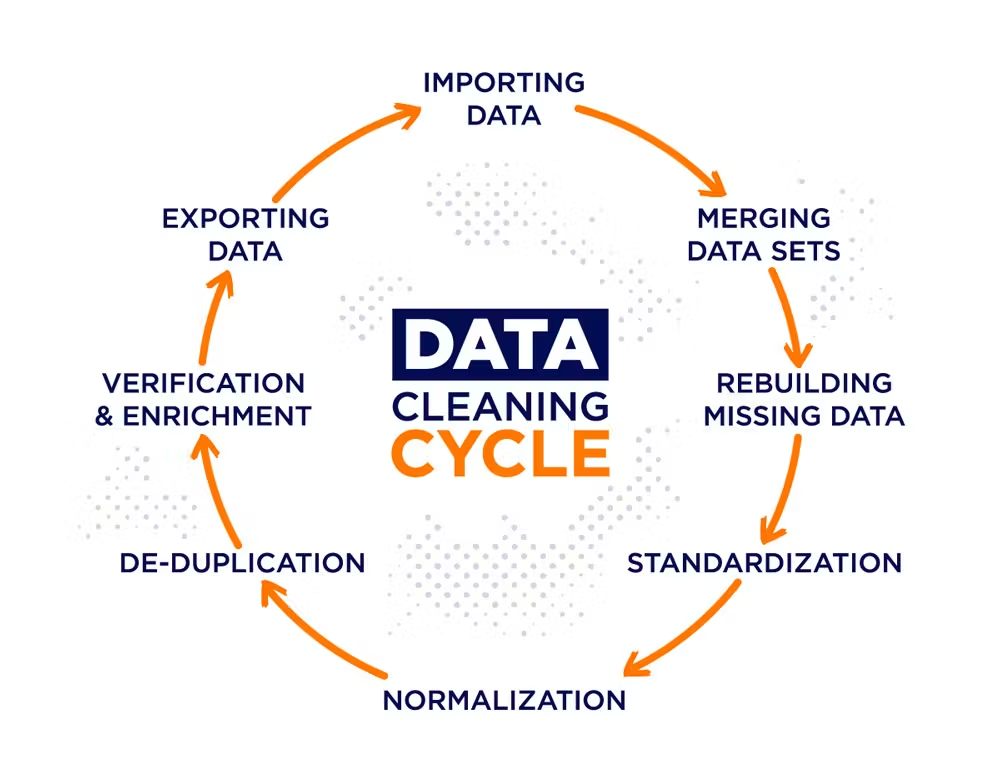 IMPORTING
DATA
MERGING
DATA SETS
REBUILDING
MISSING DATA
STANDARDIZATION
NORMALIZATION
DE-DUPLICATION
VERIFICATION
& ENRICHMENT
EXPORTING
DATA
DATA
CLEANING
CYCLE